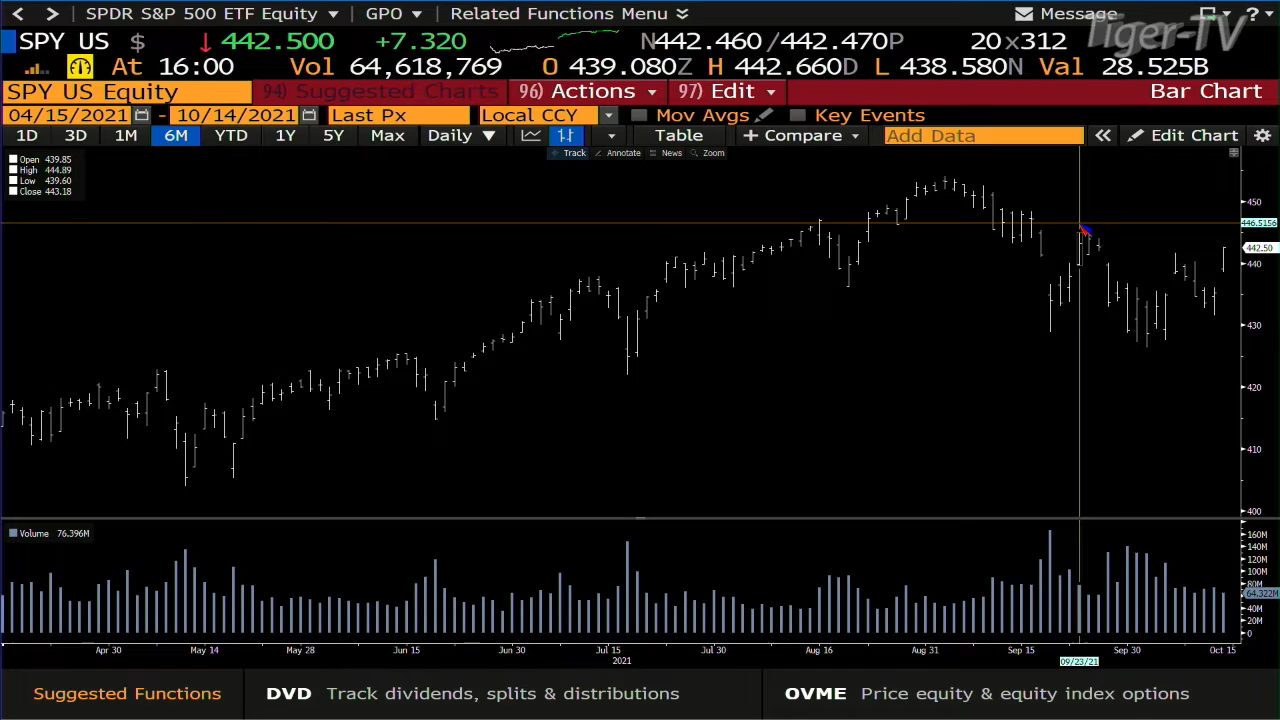 SPDR S&P 500 ETF Equity GPO Related Functions Menu Message ?
Tiger-TV
SPY US $ 442.500 +7.320 N442.460/442.470P 20x312
At 16:00 Vol 64,618,769 O 439.080Z H 442.660D L 438.580N Val 28.525B
SPY US Equity 94) Suggested Charts 96) Actions 97) Edit Bar Chart
04/15/2021 - 10/14/2021 Last Px Local CCY Mov Avgs Key Events
1D 3D 1M 6M YTD 1Y 5Y Max Daily Table + Compare Add Data Edit Chart
Track Annotate News Zoom
Open 439.85
High 444.89
Low 439.60
Close 443.18
450
446.5156
442.50
440
430
420
410
400
Volume 76.396M
160M
140M
120M
100M
80M
64.322M
40M
20M
0
Apr 30 May 14 May 28 Jun 15 Jun 30 Jul 15 Jul 30 Aug 16 Aug 31 Sep 15 Sep 30 Oct 15
2021 09/23/21
Suggested Functions DVD Track dividends, splits & distributions OVME Price equity & equity index options